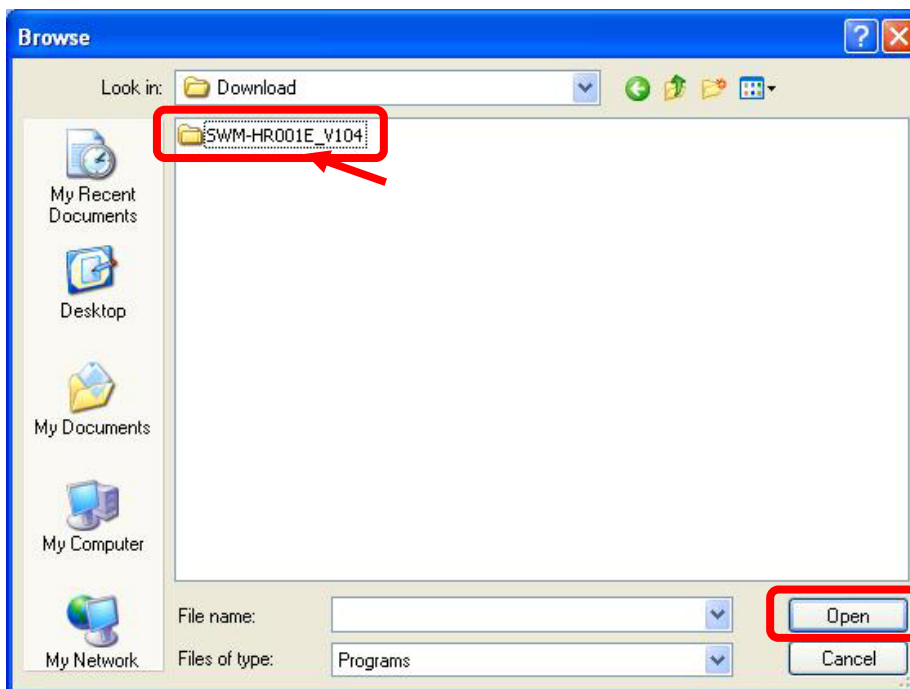 Browse
Look in:
Download
SWM-HR001E_V104
My Recent
Documents
Desktop
My Documents
My Computer
My Network
File name:
Open
Files of type:
Programs
Cancel